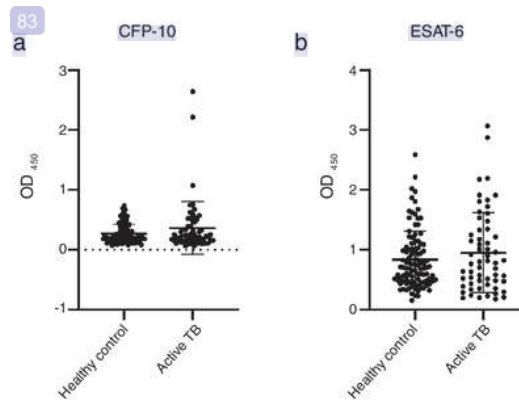 83
a
CFP-10
OD 450
3
2
1
0
-1
Healthy control
Active TB
b
ESAT-6
OD 450
4
3
2
1
0
Healthy control
Active TB